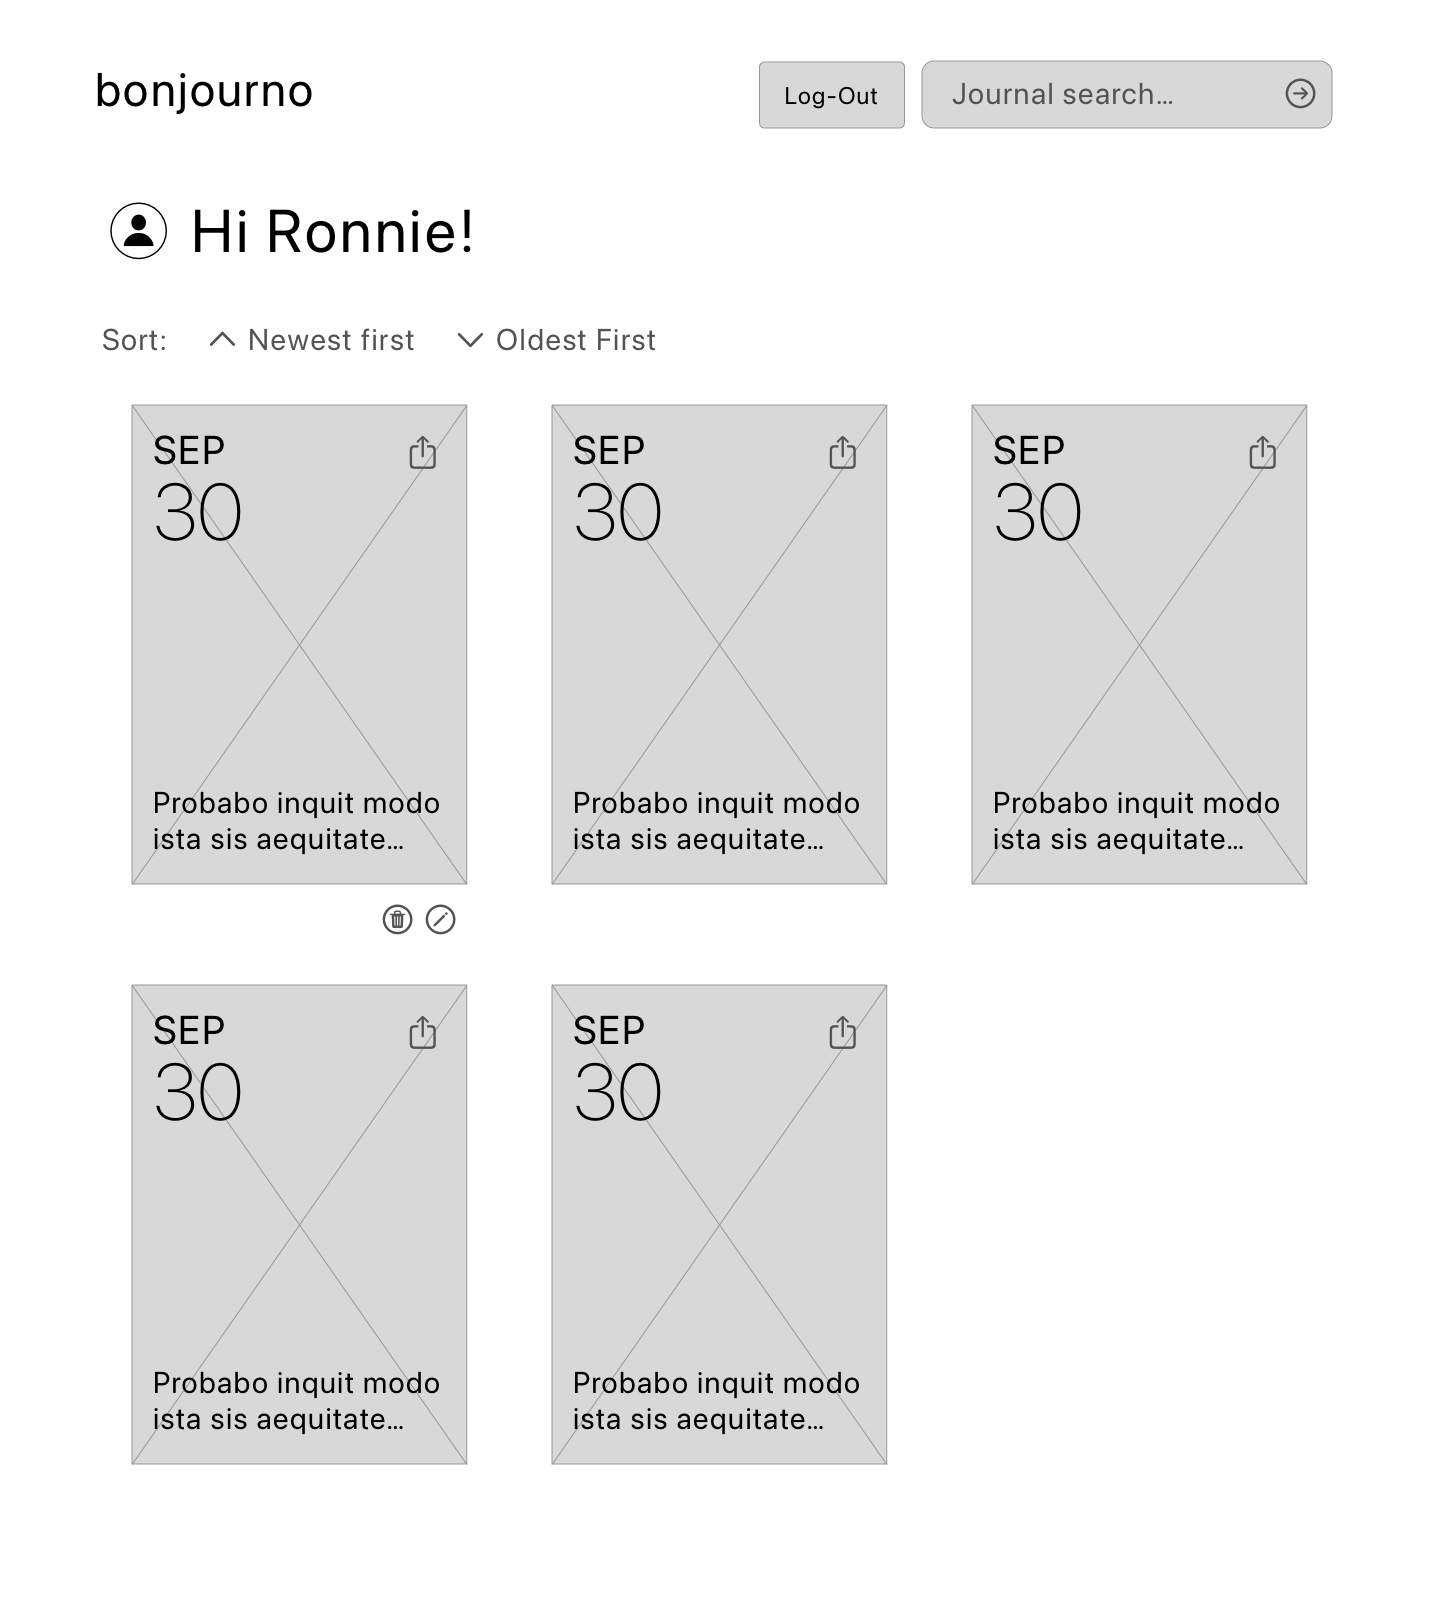 bonjourno
Log-Out
Journal search...
Hi Ronnie!
Sort: Newest first Oldest First
SEP
30
Probabo inquit modo
ista sis aequitate...
SEP
30
Probabo inquit modo
ista sis aequitate...
SEP
30
Probabo inquit modo
ista sis aequitate...
SEP
30
Probabo inquit modo
ista sis aequitate...
SEP
30
Probabo inquit modo
ista sis aequitate...